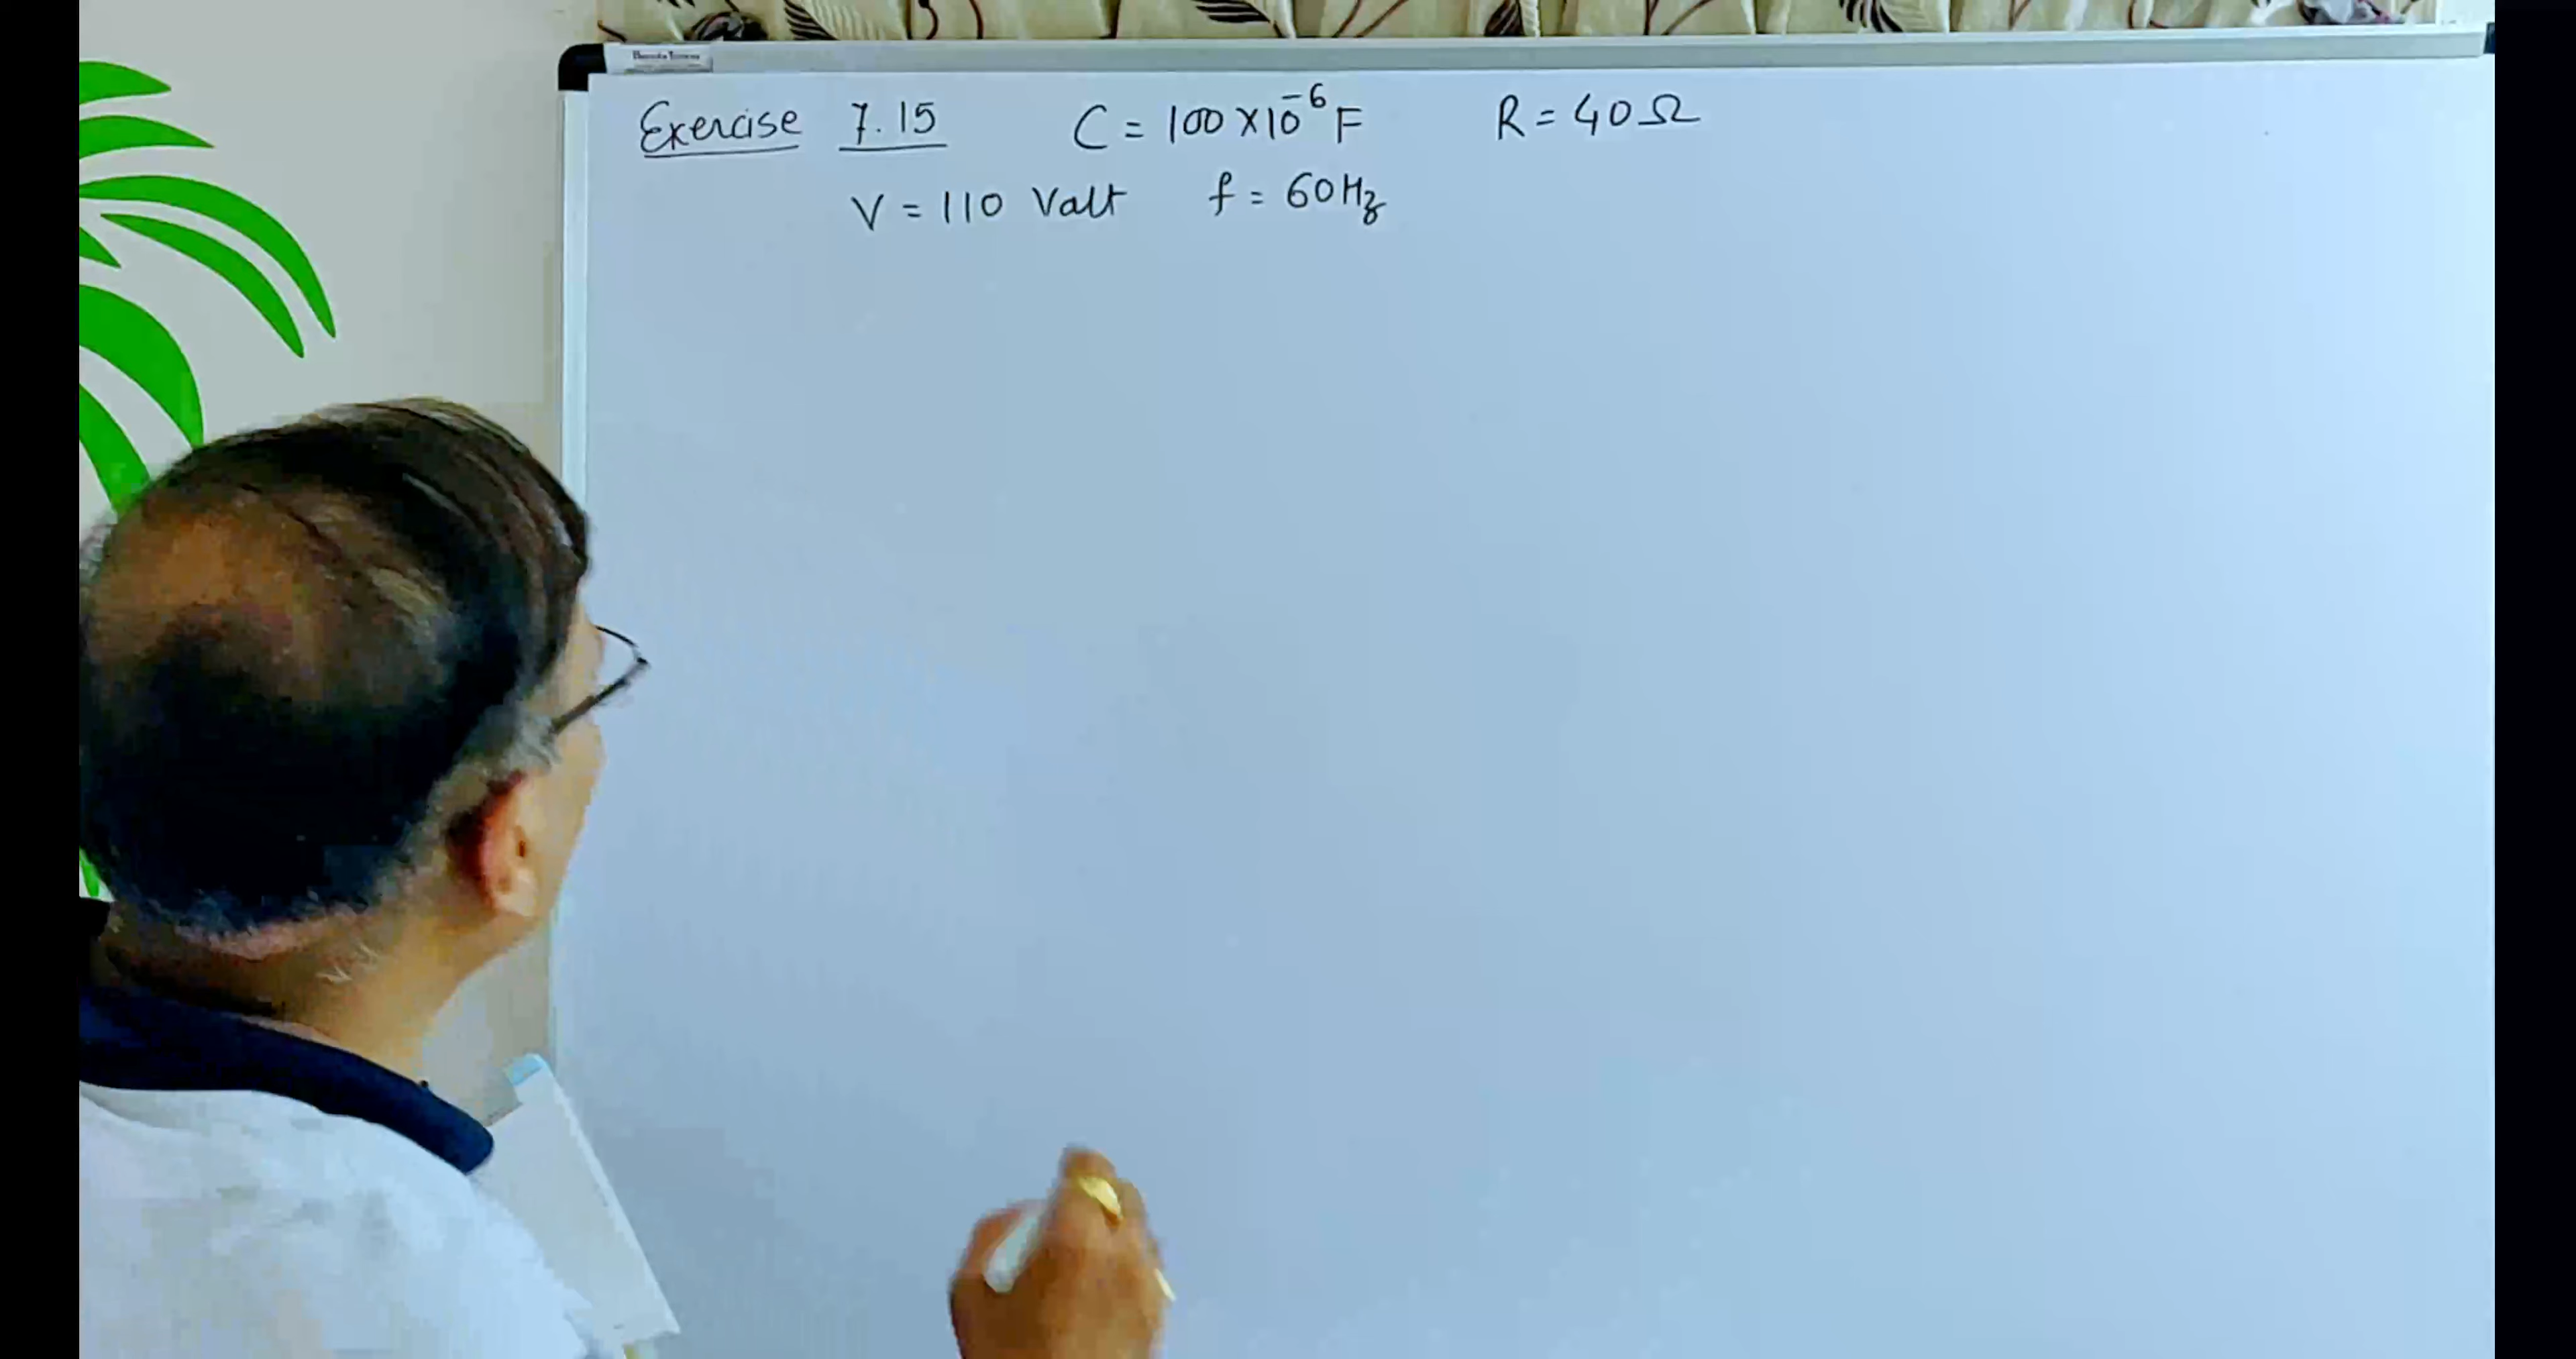 Exercise 7.15 C = 100 × 10⁻⁶ F R = 40 Ω
V = 110 Valt f = 60 Hz